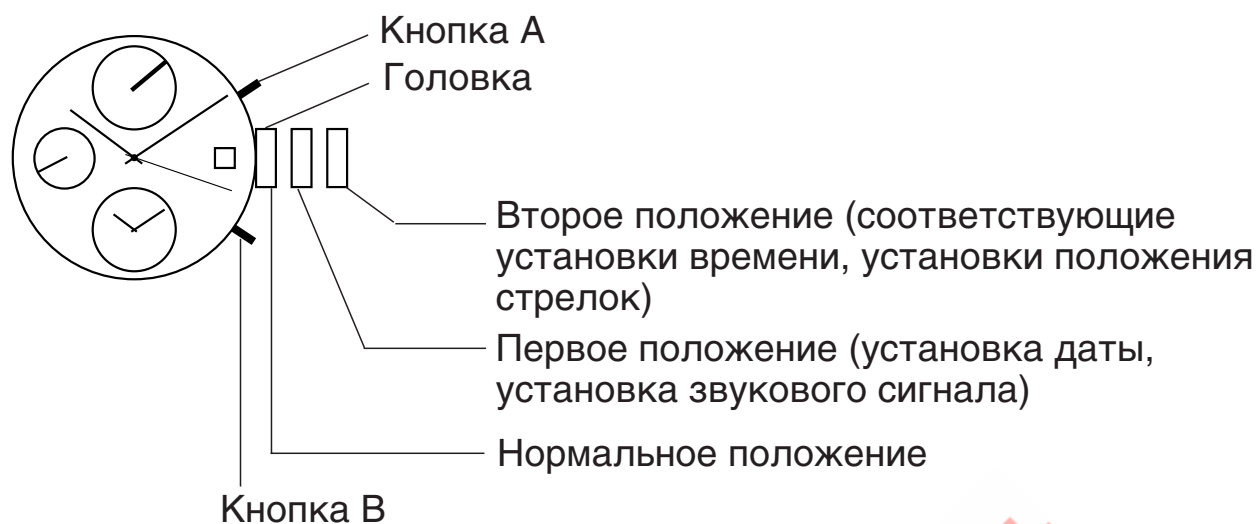 Кнопка А
Головка
Второе положение (соответствующие
установки времени, установки положения
стрелок)
Первое положение (установка даты,
установка звукового сигнала)
Нормальное положение
Кнопка В